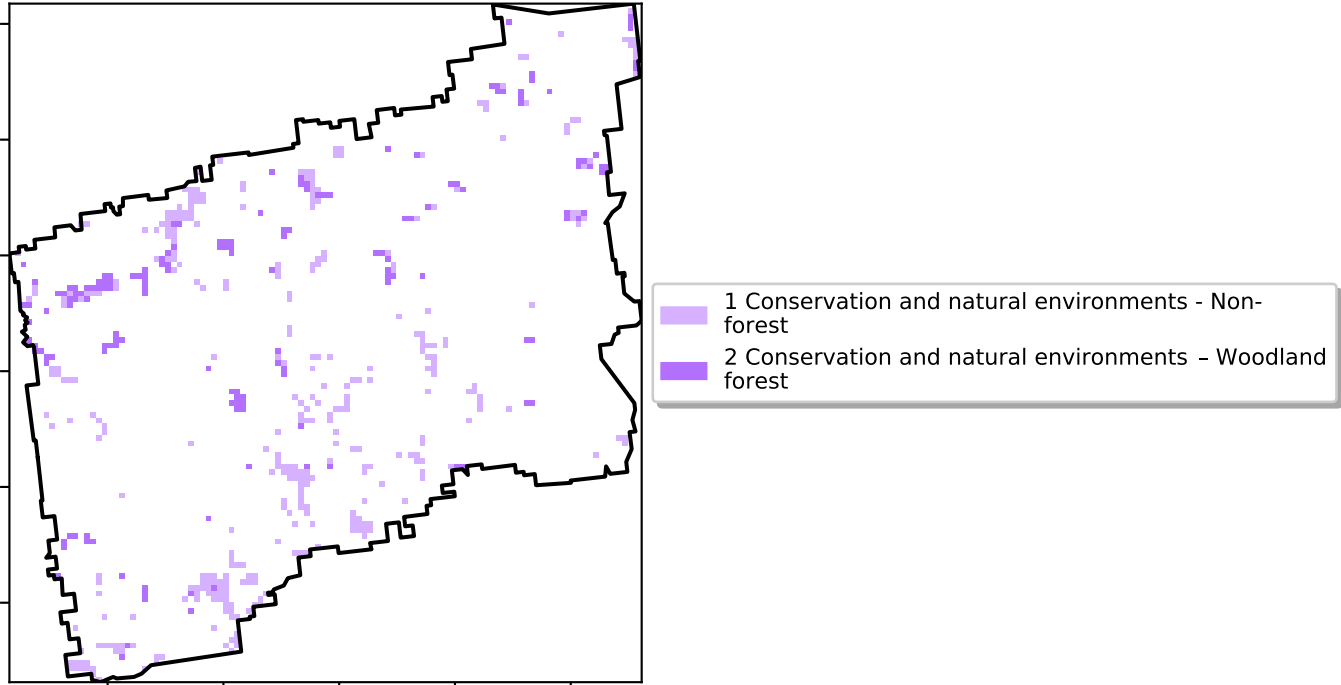 1 Conservation and natural environments - Non-
forest
2 Conservation and natural environments – Woodland
forest